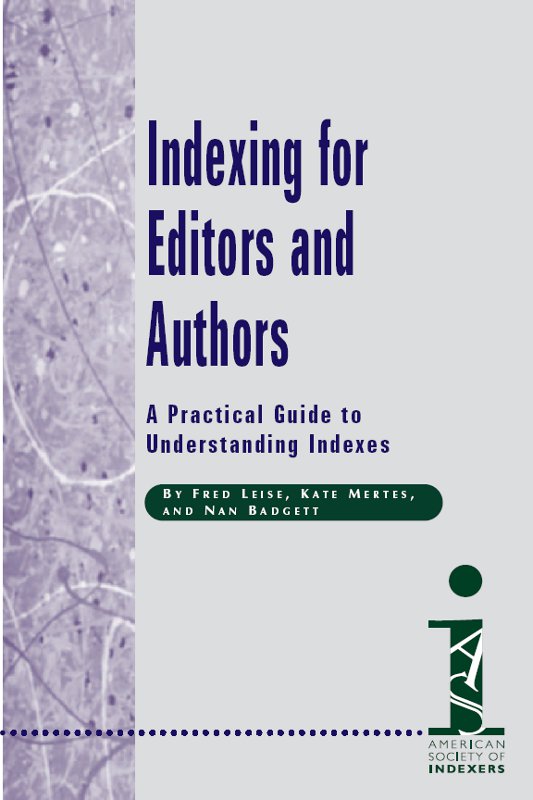 Indexing for
Editors and
Authors
A Practical Guide to
Understanding Indexes
By Fred Leise, Kate Mertes,
and Nan Badgett
AS
AMERICAN
SOCIETY OF
INDEXERS